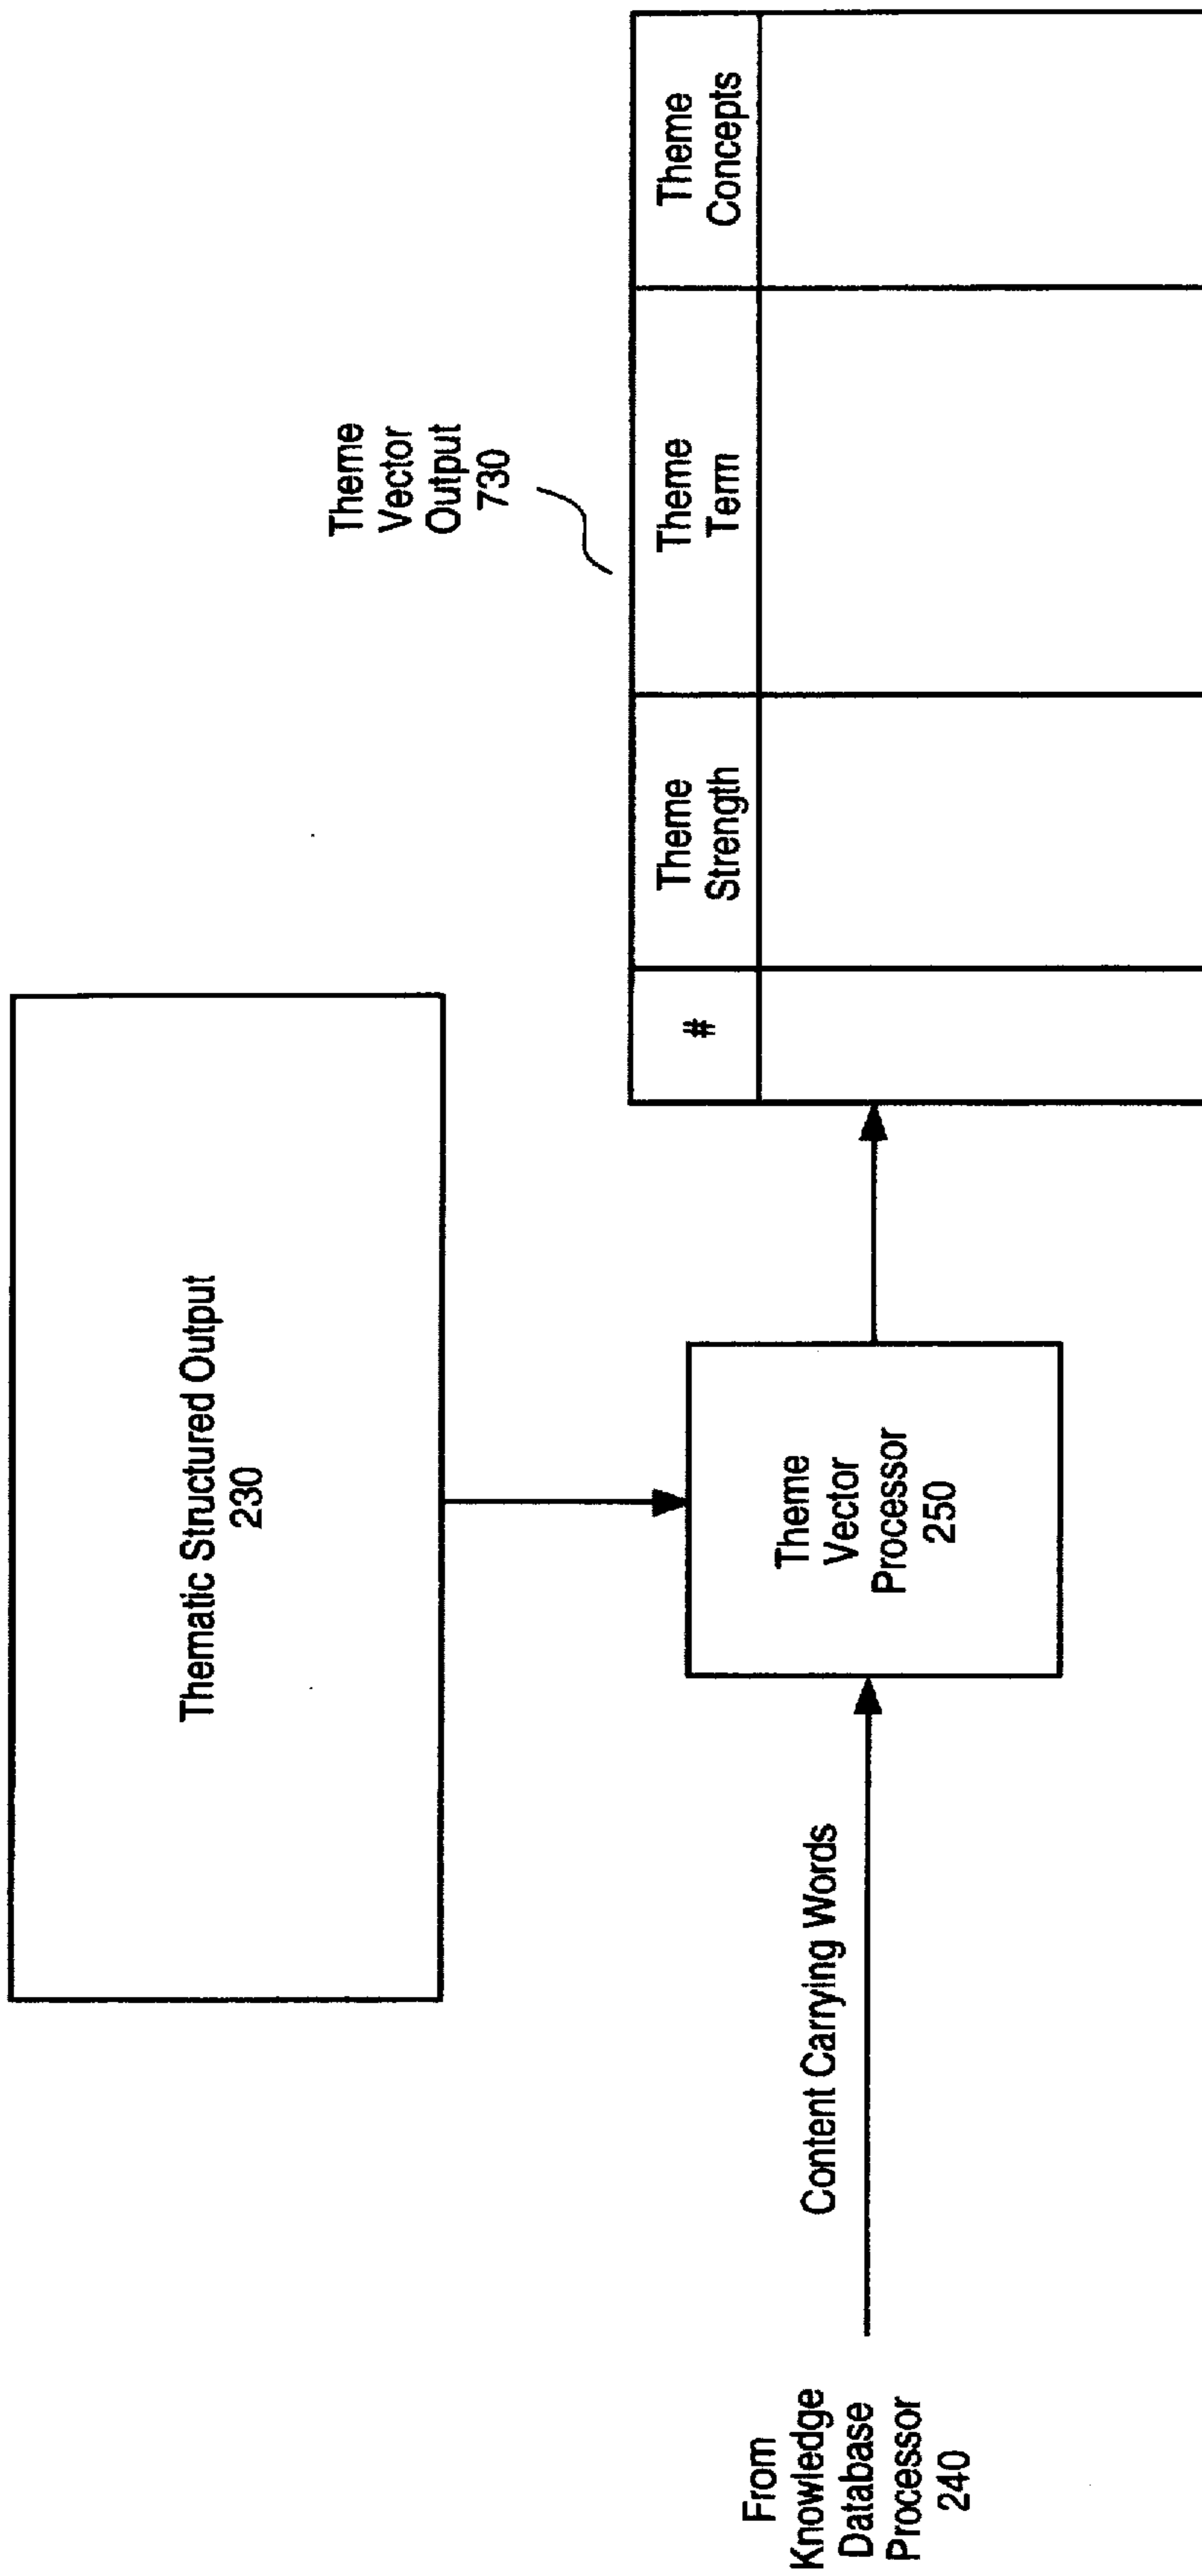 Thematic Structured Output
230
Theme
Vector
Output
730
From
Knowledge
Database
Processor
240
Content Carrying Words
Theme
Vector
Processor
250
#
Theme
Strength
Theme
Term
Theme
Concepts